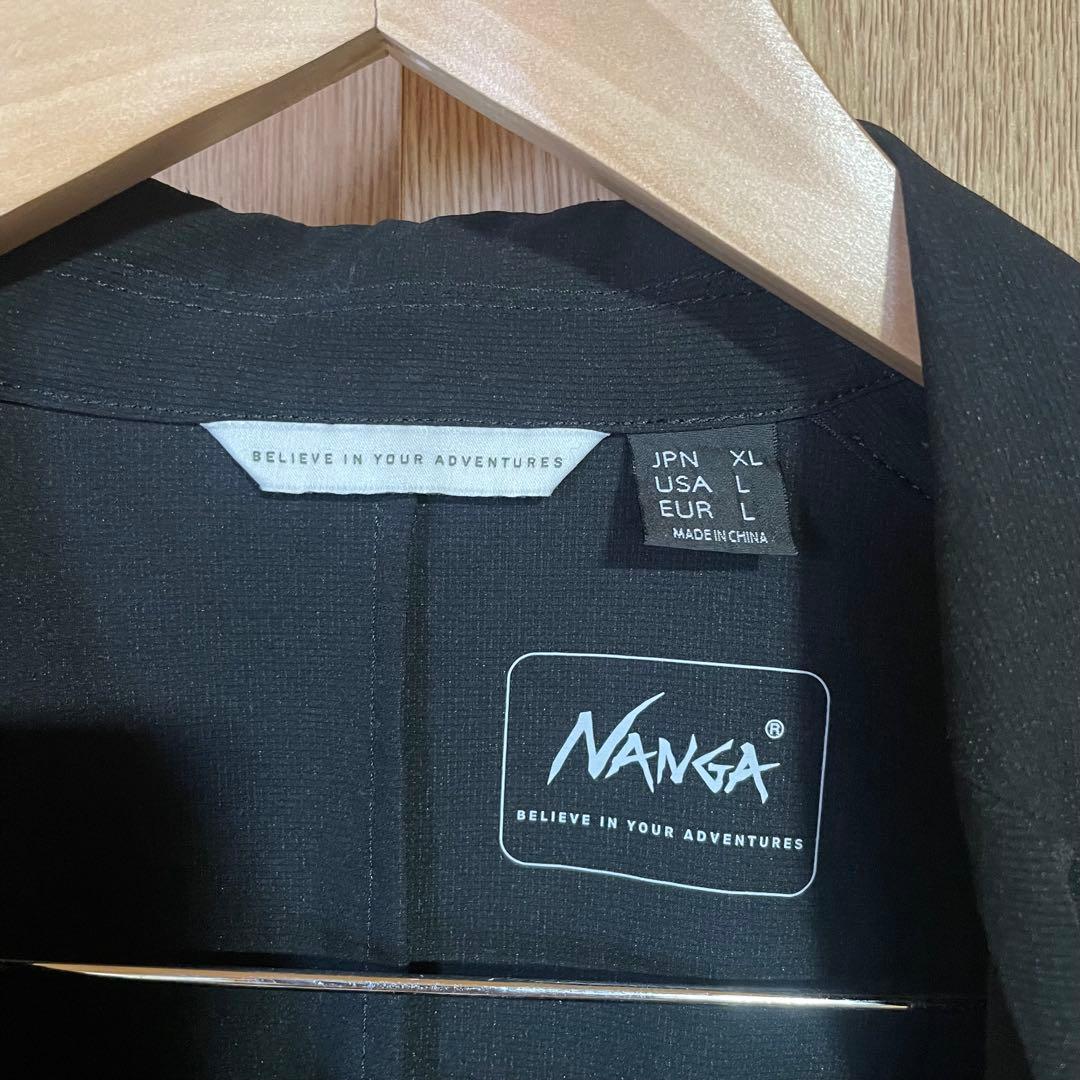 BELIEVE IN YOUR ADVENTURES
JPN XL
USA L
EUR L
MADE IN CHINA
NANGA®
BELIEVE IN YOUR ADVENTURES